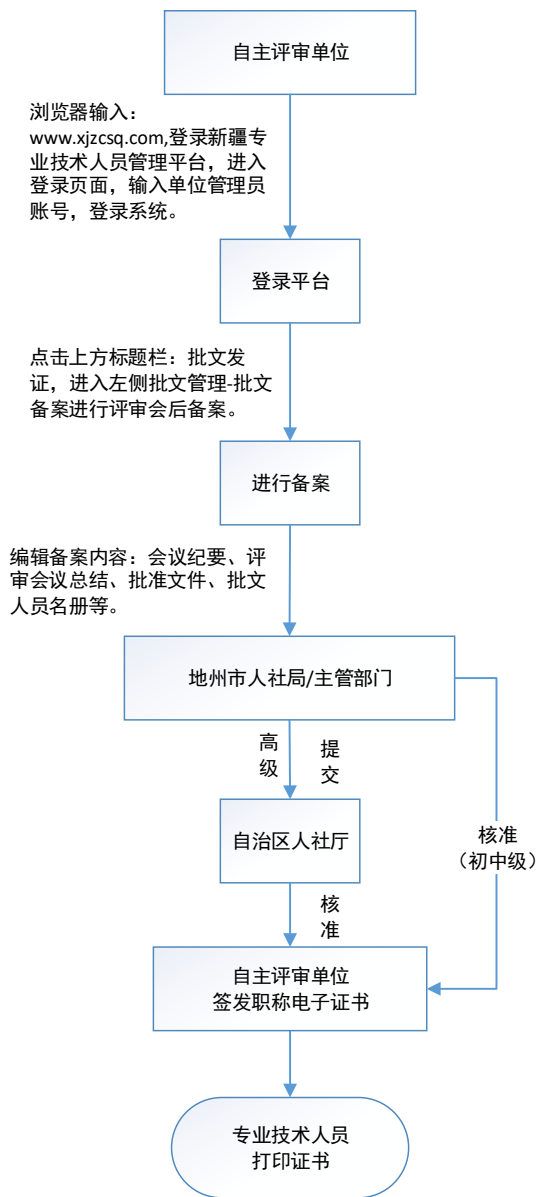 自主评审单位
浏览器输入：
www.xjzcsq.com,登录新疆专
业技术人员管理平台，进入
登录页面，输入单位管理员
账号，登录系统。
登录平台
点击上方标题栏：批文发
证，进入左侧批文管理-批文
备案进行评审会后备案。
进行备案
编辑备案内容：会议纪要、评
审会议总结、批准文件、批文
人员名册等。
地州市人社局/主管部门
高级
提交
自治区人社厅
核准
（初中级）
核准
自主评审单位
签发职称电子证书
专业技术人员
打印证书